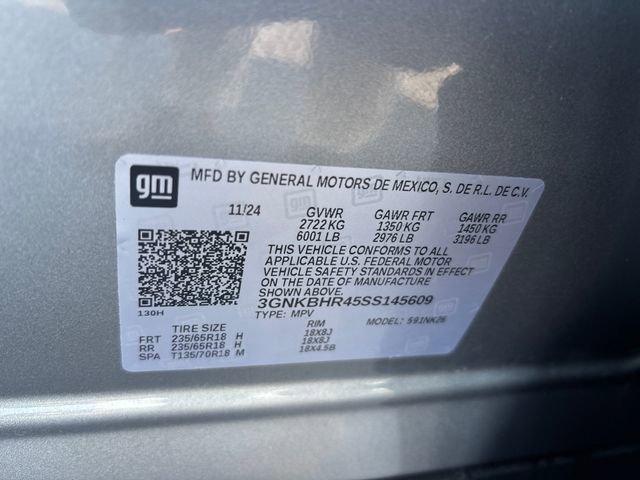 gm
MFD BY GENERAL MOTORS DE MEXICO, S. DE R.L. DE C.V.
11/24 GVWR GAWR FRT GAWR RR
2722 KG 1350 KG 1450 KG
6001 LB 2976 LB 3196 LB
THIS VEHICLE CONFORMS TO ALL
APPLICABLE U.S. FEDERAL MOTOR
VEHICLE SAFETY STANDARDS IN EFFECT
ON THE DATE OF MANUFACTURE
SHOWN ABOVE.
3GNKBHR45SS145609
130H
TYPE: MPV MODEL: 591NK26
TIRE SIZE RIM
FRT 235/65R18 H 18X8J
RR 235/65R18 H 18X8J
SPA T135/70R18 M 18X4.5B